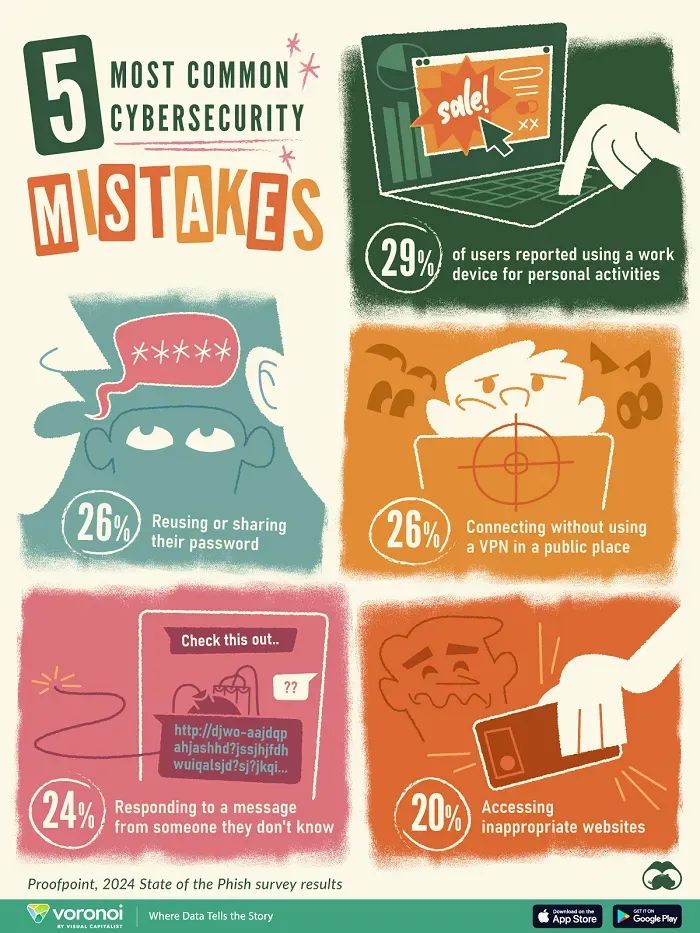 5
MOST COMMON
CYBERSECURITY
MISTAKES
sale!
XX
29%
of users reported using a work
device for personal activities
*****
26%
Reusing or sharing
their password
26%
Connecting without using
a VPN in a public place
Check this out..
??
http://djwo-aajdqp
ahjashhd?jssjhjfdh
wuiqalsjd?sj?jkqi...
24%
Responding to a message
from someone they don't know
20%
Accessing
inappropriate websites
Proofpoint, 2024 State of the Phish survey results
voronoi
BY VISUAL CAPITALIST
Where Data Tells the Story
Download on the
App Store
GET IT ON
Google Play